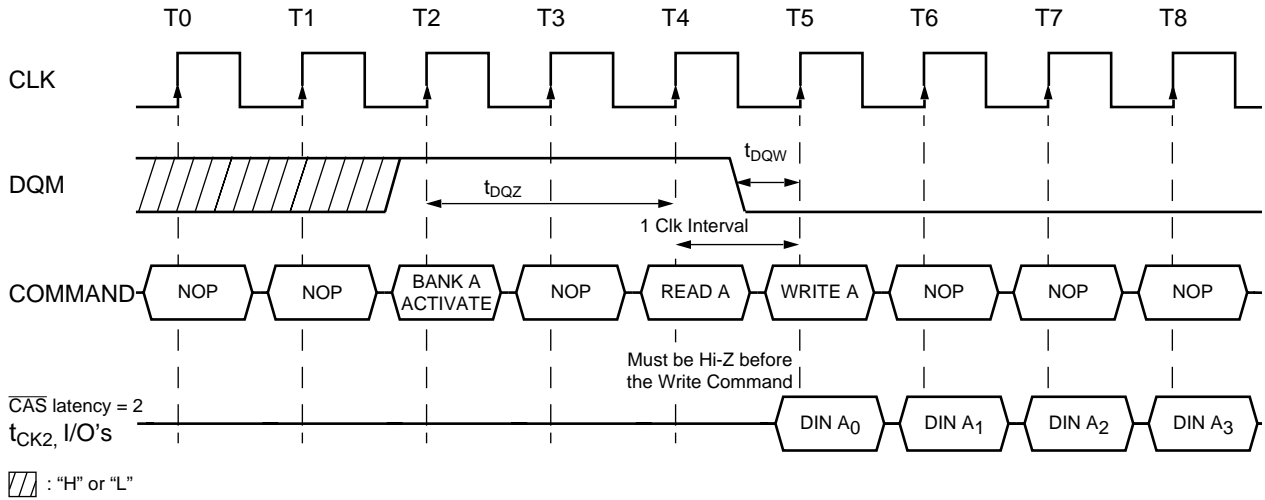 T0 T1 T2 T3 T4 T5 T6 T7 T8
CLK
DQM
tDQW
tDQZ
1 Clk Interval
COMMAND NOP NOP BANK A ACTIVATE NOP READ A WRITE A NOP NOP NOP
Must be Hi-Z before
the Write Command
CAS latency = 2
tCK2, I/O’s
DIN A0 DIN A1 DIN A2 DIN A3
: “H” or “L”